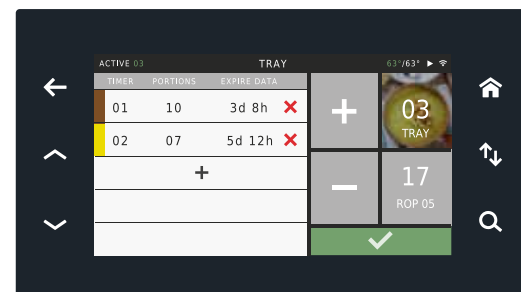 ACTIVE 03 TRAY 63°/63°
TIMER PORTIONS EXPIRE DATA
01 10 3d 8h
02 07 5d 12h
+
+
−
03
TRAY
17
ROP 05